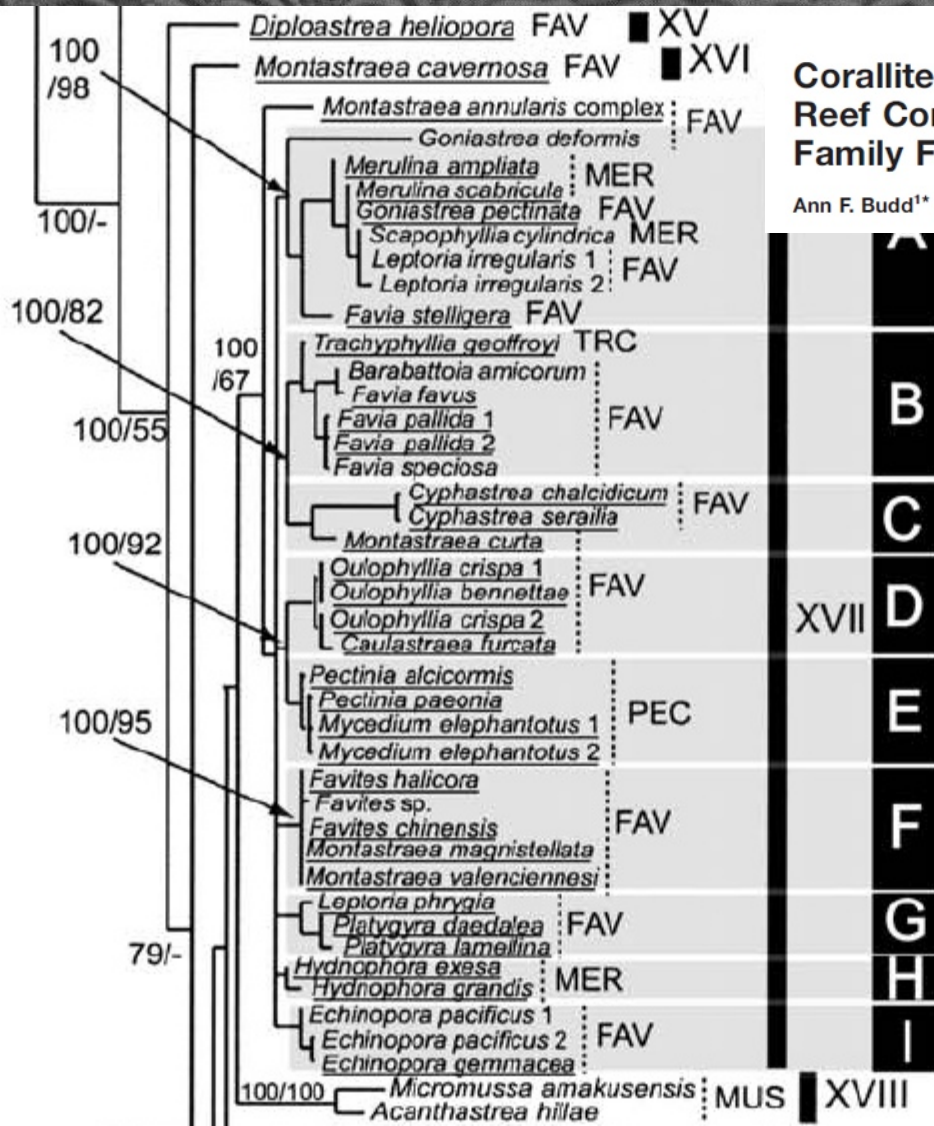 Diploastrea heliopora FAV XV
100
/98
Montastraea cavernosa FAV XVI
Corallite
Reef Co
Family F
Ann F. Budd1*
Montastraea annularis complex FAV
Goniastrea deformis
Merulina ampliata MER
Merulina scabricula
100/-
Goniastrea pectinata FAV
Scapophyllia cylindrica MER
A
Leptoria irregularis 1 FAV
Leptoria irregularis 2
100/82
Favia stelligera FAV
100
/67
Trachyphyllia geoffroyi TRC
Barabattoia amicorum
Favia favus
B
100/55
Favia pallida 1 FAV
Favia pallida 2
Favia speciosa
Cyphastrea chalcidicum FAV
Cyphastrea serailia
C
100/92
Montastraea curta
Oulophyllia crispa 1 FAV
Oulophyllia bennettae
D
XVII
Oulophyllia crispa 2
Caulastraea furcata
Pectinia alcicormis
Pectinia paeonia PEC
E
100/95
Mycedium elephantotus 1
Mycedium elephantotus 2
Favites halicora
Favites sp. FAV
F
Favites chinensis
Montastraea magnistellata
Montastraea valenciennesi
Leptoria phrygia
Platygyra daedalea FAV
G
79/-
Platygyra lamellina
Hydnophora exesa MER
H
Hydnophora grandis
Echinopora pacificus 1 FAV
Echinopora pacificus 2
I
Echinopora gemmacea
100/100
Micromussa amakusensis MUS XVIII
Acanthastrea hillae